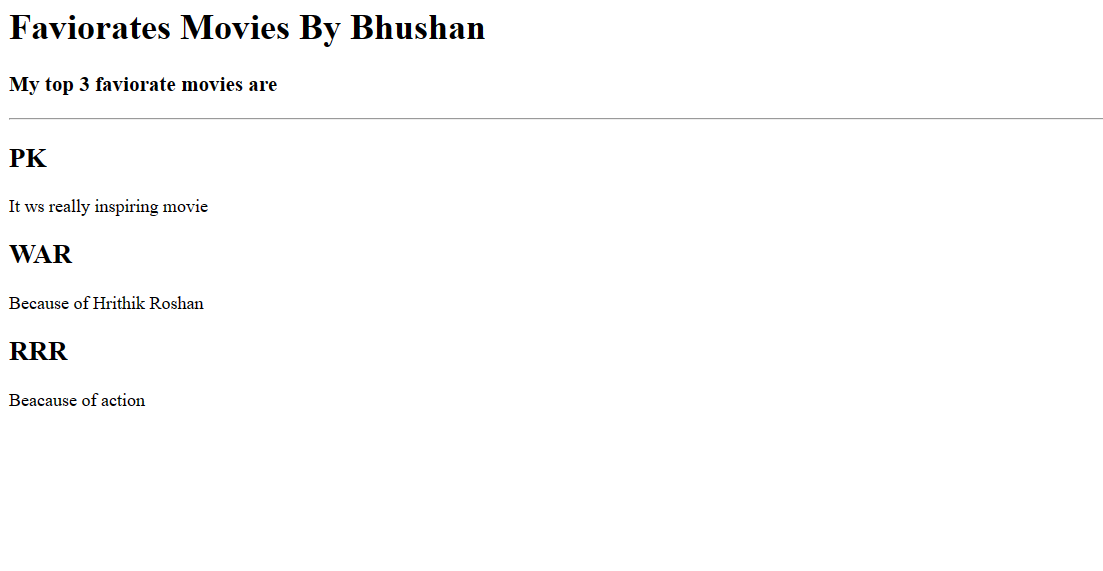 Faviorates Movies By Bhushan
My top 3 faviorate movies are
PK
It ws really inspiring movie
WAR
Because of Hrithik Roshan
RRR
Beacause of action